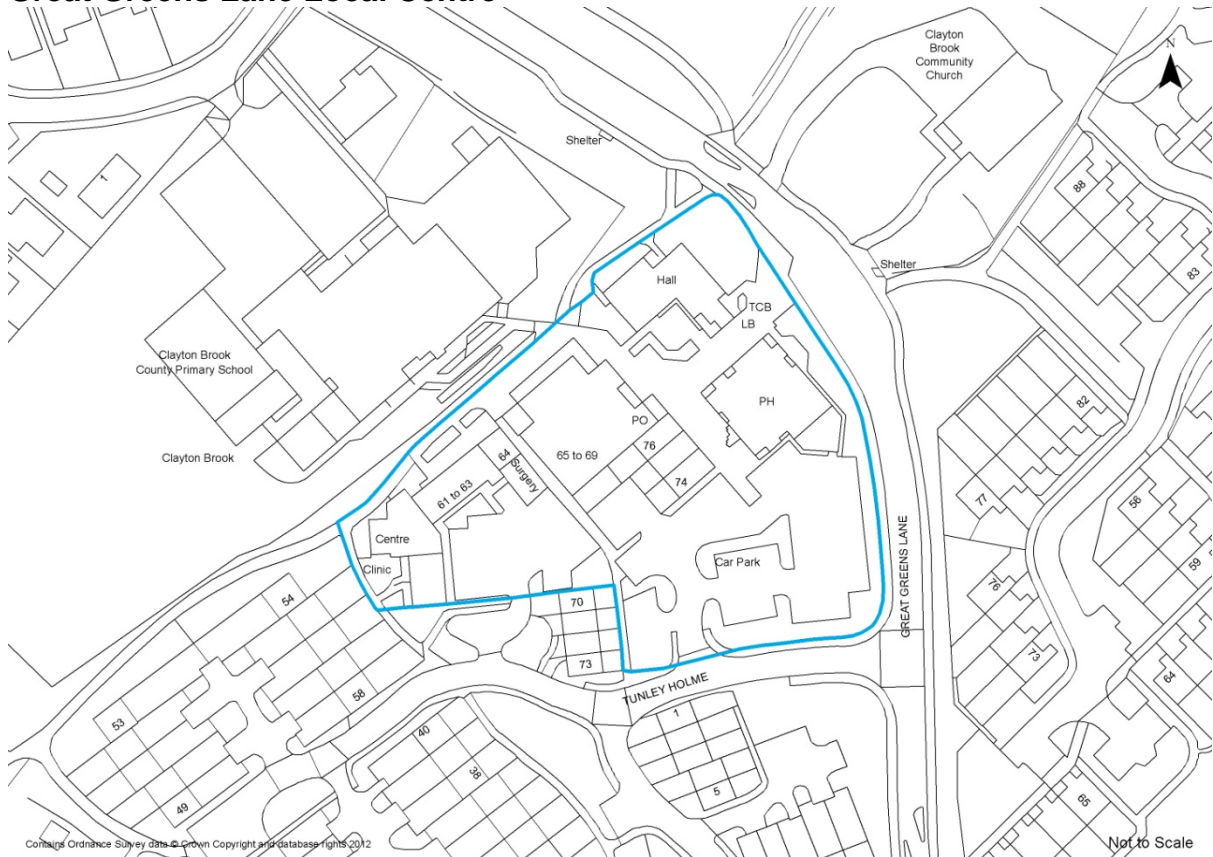 Great Greens Lane Local Centre
Clayton
Brook
Community
Church
N
Shelter
1
88
83
Shelter
Hall
TCB
LB
Clayton Brook
County Primary School
PH
82
PO
76
65 to 69
74
64
Surgery
61 to 63
Clayton Brook
77
56
59
Centre
Clinic
Car Park
GREAT GREENS LANE
54
70
76
73
58
73
64
TUNLEY HOLME
53
40
38
1
5
49
65
Contains Ordnance Survey data © Crown Copyright and database rights 2012
Not to Scale